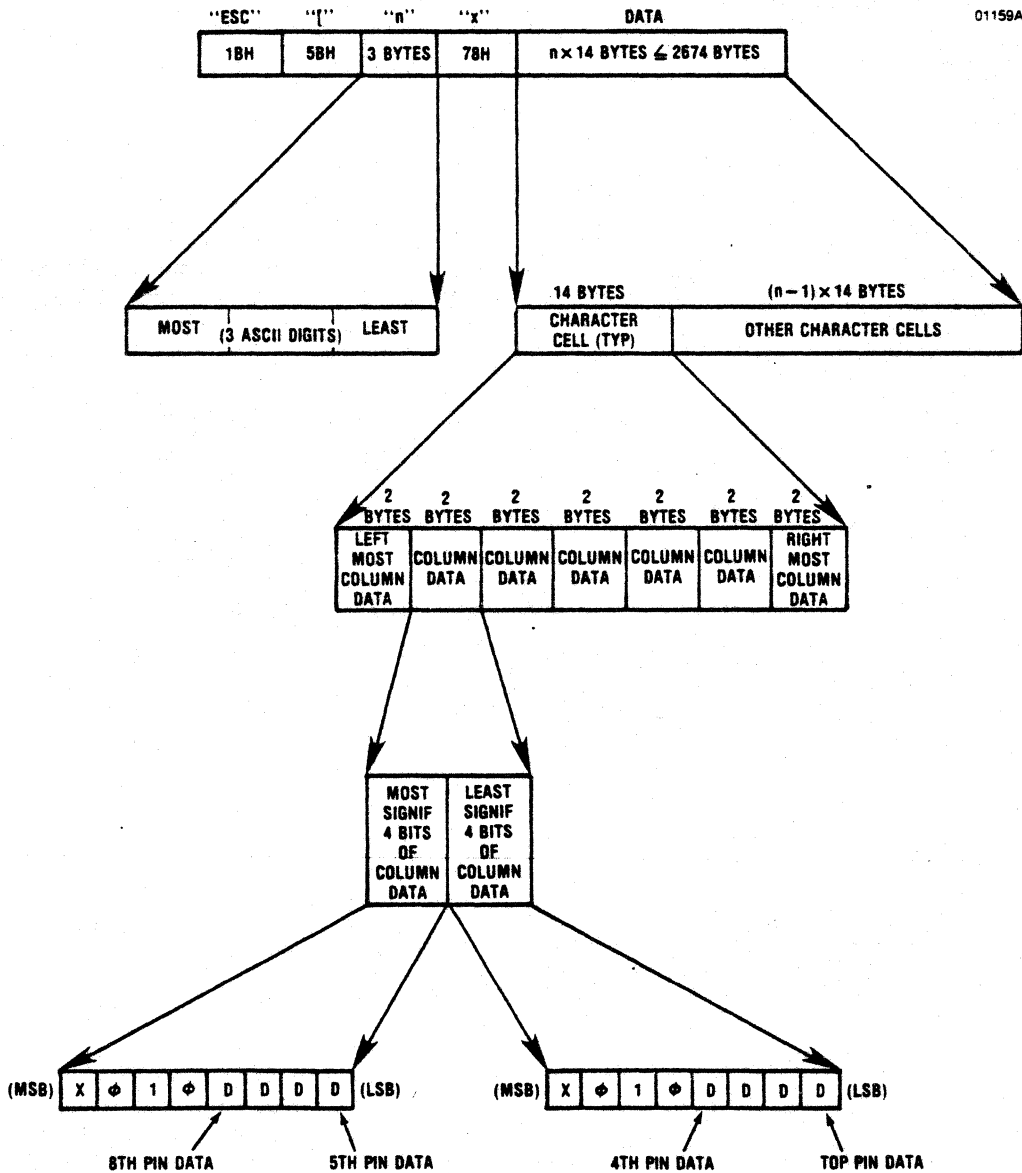 "ESC" "[" "n" "x" DATA 01159A
1BH 5BH 3 BYTES 78H n × 14 BYTES ≦ 2674 BYTES
14 BYTES (n − 1) × 14 BYTES
MOST (3 ASCII DIGITS) LEAST
CHARACTER CELL (TYP)
OTHER CHARACTER CELLS
2 BYTES 2 BYTES 2 BYTES 2 BYTES 2 BYTES 2 BYTES 2 BYTES
LEFT MOST COLUMN DATA
COLUMN DATA
COLUMN DATA
COLUMN DATA
COLUMN DATA
COLUMN DATA
RIGHT MOST COLUMN DATA
MOST SIGNIF 4 BITS OF COLUMN DATA
LEAST SIGNIF 4 BITS OF COLUMN DATA
(MSB) X ϕ 1 ϕ D D D D (LSB)
(MSB) X ϕ 1 ϕ D D D D (LSB)
8TH PIN DATA 5TH PIN DATA 4TH PIN DATA TOP PIN DATA